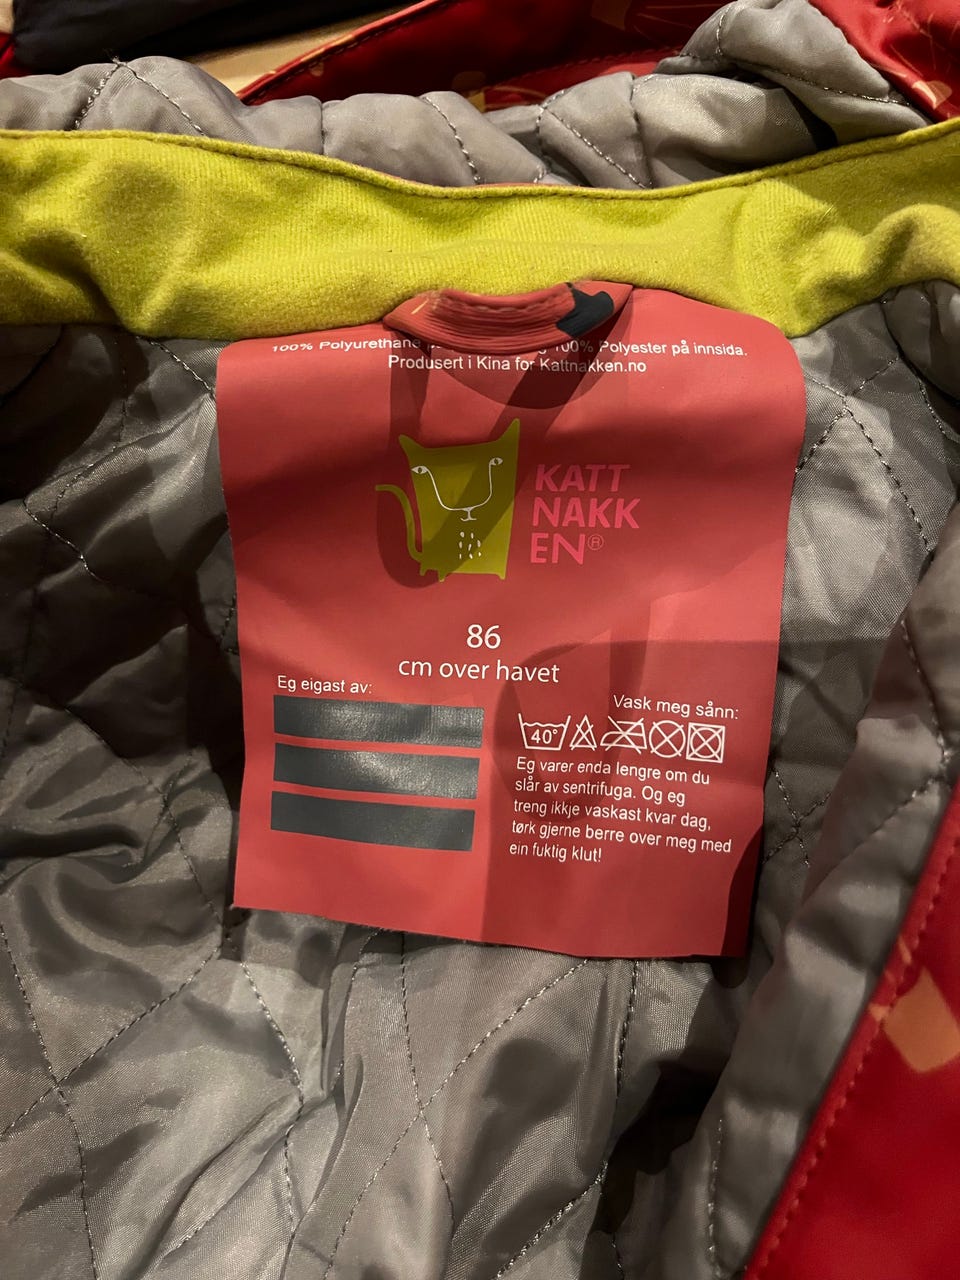 100% Polyurethane 100% Polyester på innsida.
Produsert i Kina for Kattnakken.no
KATT
NAKK
EN®
86
cm over havet
Eg eigast av:
Vask meg sånn:
40°
Eg varer enda lengre om du
slår av sentrifuga. Og eg
treng ikkje vaskast kvar dag,
tørk gjerne berre over meg med
ein fuktig klut!